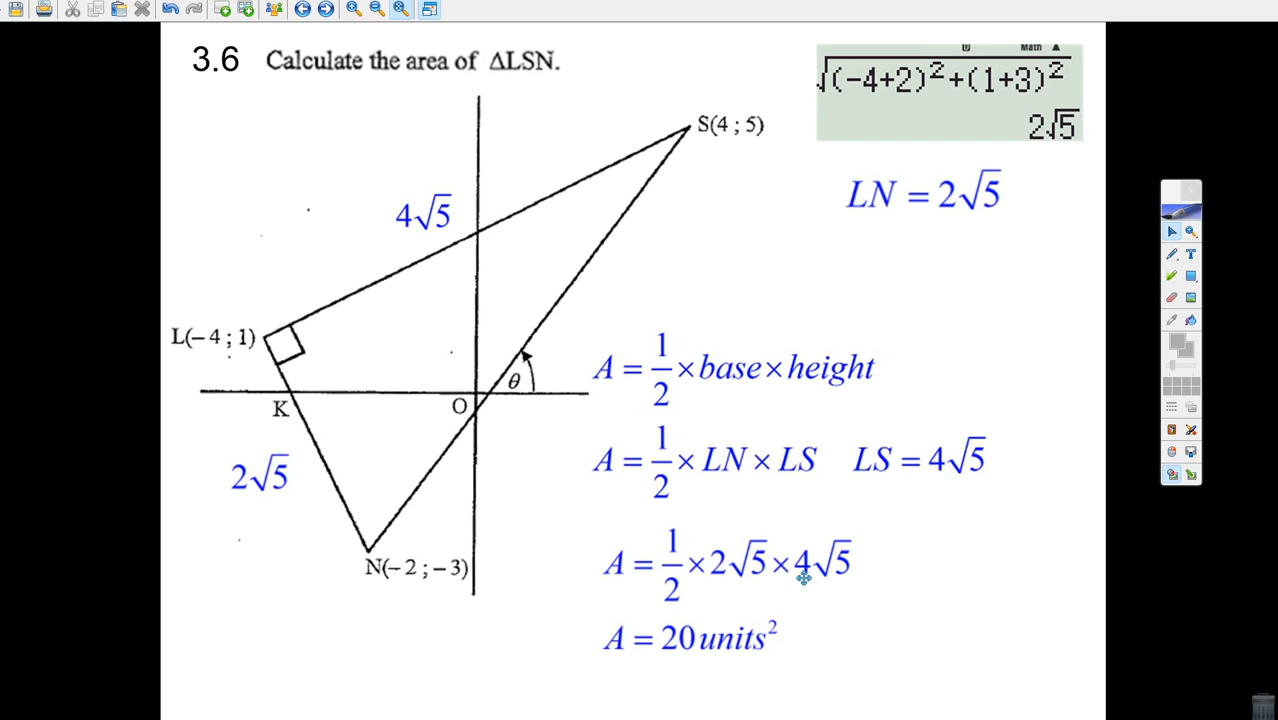 Math ▲
3.6 Calculate the area of ΔLSN.
√(-4+2)²+(1+3)²
2√5
S(4 ; 5)
LN = 2√5
4√5
L(− 4 ; 1)
A = 1/2 × base × height
θ
K
O
A = 1/2 × LN × LS LS = 4√5
2√5
A = 1/2 × 2√5 × 4√5
N(− 2 ; − 3)
A = 20 units²